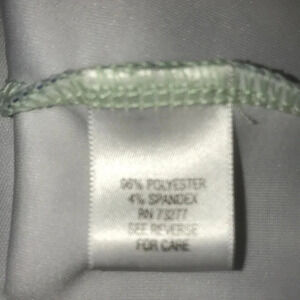 96% POLYESTER
4% SPANDEX
RN 73277
SEE REVERSE
FOR CARE